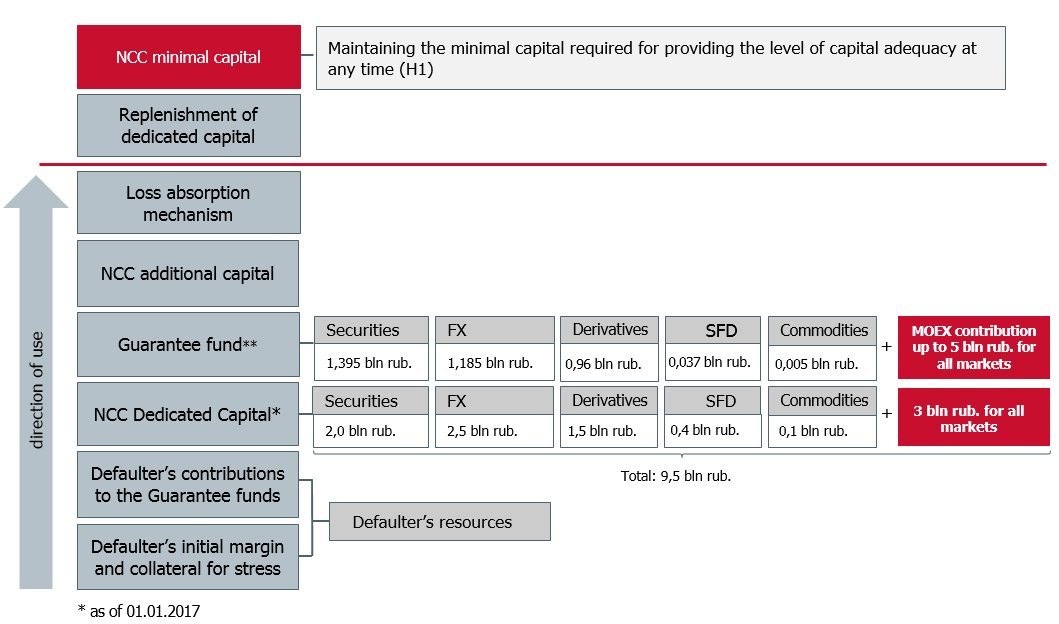 NCC minimal capital
Maintaining the minimal capital required for providing the level of capital adequacy at
any time (H1)
Replenishment of
dedicated capital
Loss absorption
mechanism
NCC additional capital
direction of use
Guarantee fund**
Securities
1,395 bln rub.
FX
1,185 bln rub.
Derivatives
0,96 bln rub.
SFD
0,037 bln rub.
Commodities
0,005 bln rub.
+
MOEX contribution
up to 5 bln rub. for
all markets
NCC Dedicated Capital*
Securities
2,0 bln rub.
FX
2,5 bln rub.
Derivatives
1,5 bln rub.
SFD
0,4 bln rub.
Commodities
0,1 bln rub.
+
3 bln rub. for all
markets
Total: 9,5 bln rub.
Defaulter’s contributions
to the Guarantee funds
Defaulter’s resources
Defaulter’s initial margin
and collateral for stress
* as of 01.01.2017